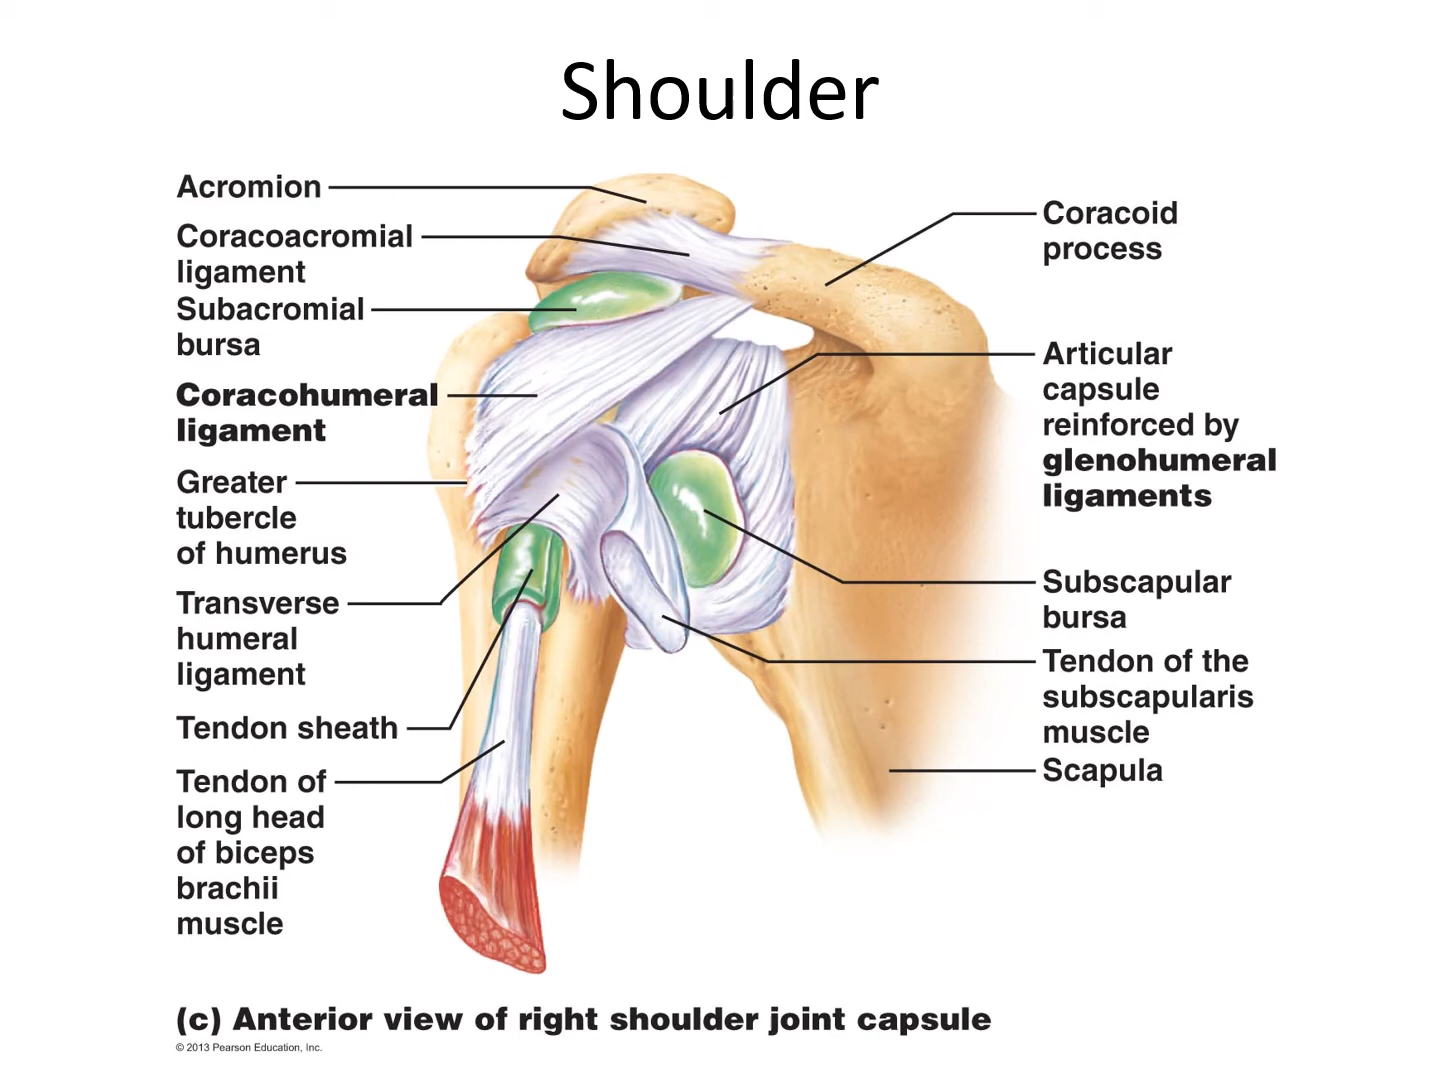 Shoulder
Acromion
Coracoacromial
ligament
Subacromial
bursa
Coracohumeral
ligament
Greater
tubercle
of humerus
Transverse
humeral
ligament
Tendon sheath
Tendon of
long head
of biceps
brachii
muscle
Coracoid
process
Articular
capsule
reinforced by
glenohumeral
ligaments
Subscapular
bursa
Tendon of the
subscapularis
muscle
Scapula
(c) Anterior view of right shoulder joint capsule
© 2013 Pearson Education, Inc.